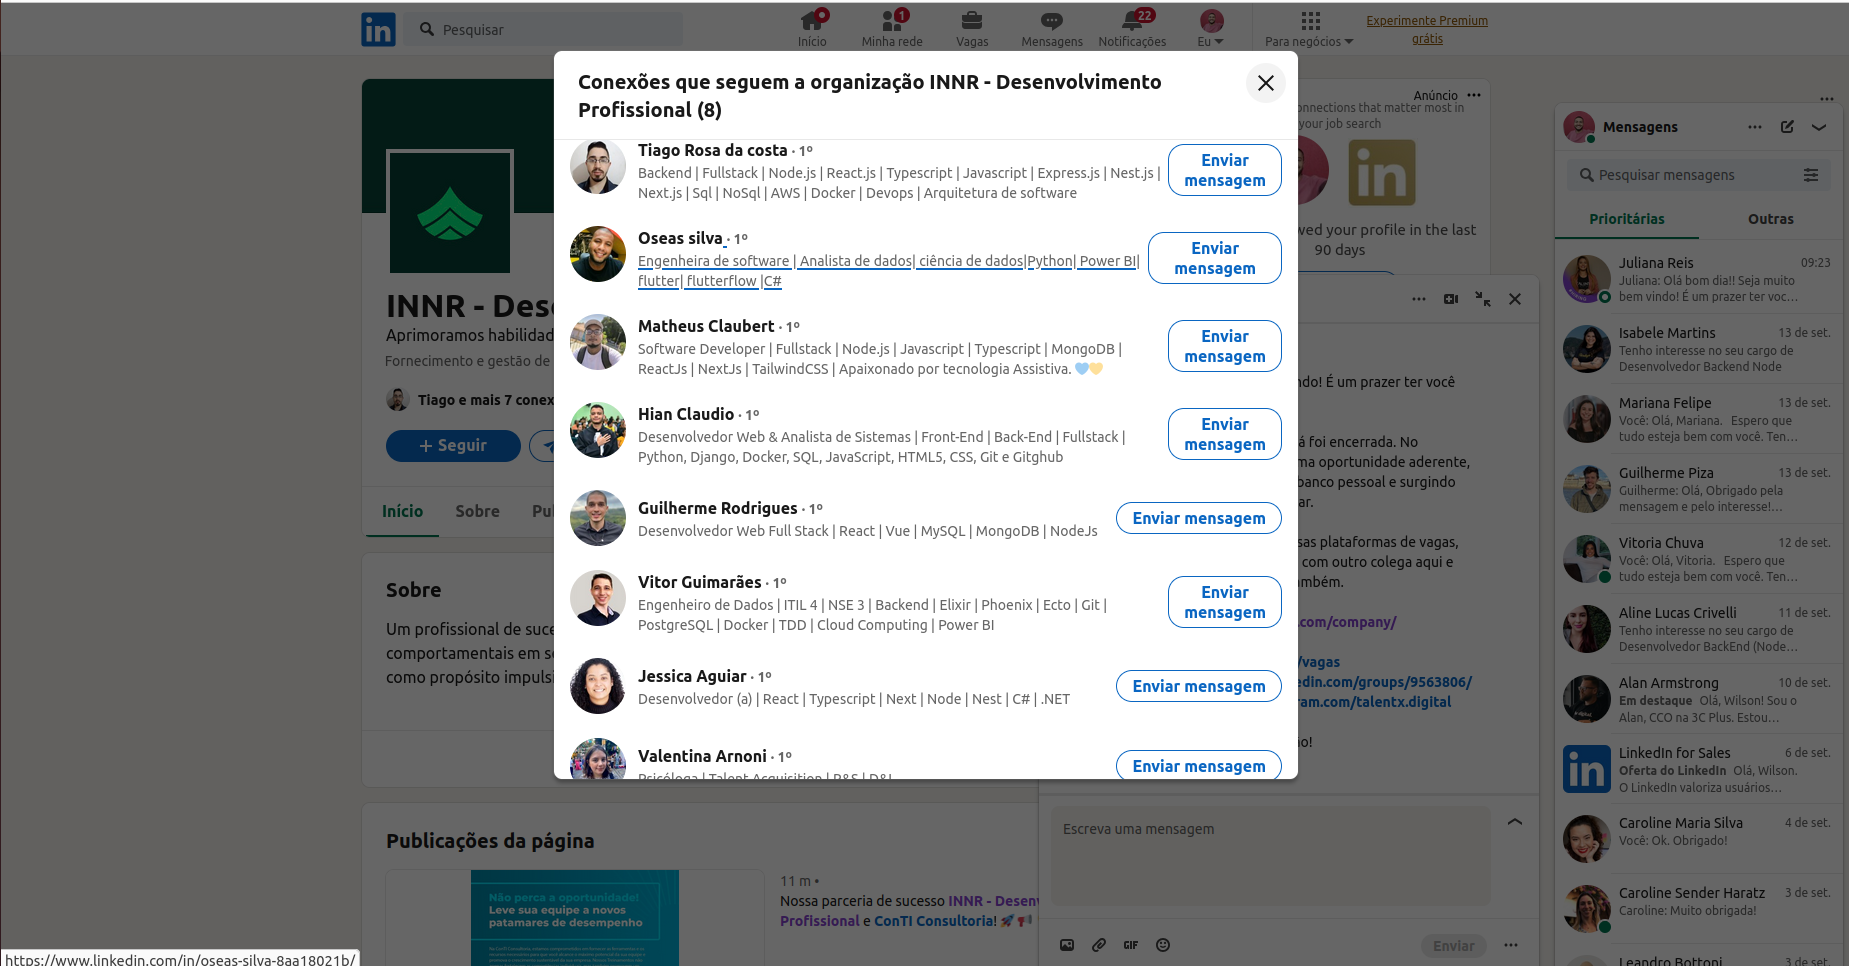 Pesquisar
Início
1
Minha rede
Vagas
Mensagens
22
Notificações
Eu
Para negócios
Experimente Premium
grátis
Conexões que seguem a organização INNR - Desenvolvimento
Profissional (8)
Tiago Rosa da costa · 1º
Backend | Fullstack | Node.js | React.js | Typescript | Javascript | Express.js | Nest.js |
Next.js | Sql | NoSql | AWS | Docker | Devops | Arquitetura de software
Enviar
mensagem
Oseas silva · 1º
Engenheira de software | Analista de dados| ciência de dados|Python| Power BI|
flutter| flutterflow |C#
Enviar
mensagem
Matheus Claubert · 1º
Software Developer | Fullstack | Node.js | Javascript | Typescript | MongoDB |
ReactJs | NextJs | TailwindCSS | Apaixonado por tecnologia Assistiva. 💙💛
Enviar
mensagem
Hian Claudio · 1º
Desenvolvedor Web & Analista de Sistemas | Front-End | Back-End | Fullstack |
Python, Django, Docker, SQL, JavaScript, HTML5, CSS, Git e Gitghub
Enviar
mensagem
Guilherme Rodrigues · 1º
Desenvolvedor Web Full Stack | React | Vue | MySQL | MongoDB | NodeJs
Enviar mensagem
Vitor Guimarães · 1º
Engenheiro de Dados | ITIL 4 | NSE 3 | Backend | Elixir | Phoenix | Ecto | Git |
PostgreSQL | Docker | TDD | Cloud Computing | Power BI
Enviar
mensagem
Jessica Aguiar · 1º
Desenvolvedor (a) | React | Typescript | Next | Node | Nest | C# | .NET
Enviar mensagem
Valentina Arnoni · 1º
Psicóloga | Talent Acquisition | R&S | D&I
Enviar mensagem
INNR - Des
Aprimoramos habilidad
Fornecimento e gestão de
Tiago e mais 7 conex
+ Seguir
Início
Sobre
Pu
Sobre
Um profissional de suce
comportamentais em s
como propósito impulsi
Publicações da página
Não perca a oportunidade!
Leve sua equipe a novos
patamares de desempenho
11 m •
Nossa parceria de sucesso INNR - Desen
Profissional e ConTI Consultoria! 🚀📢
Anúncio
onnections that matter most in
your job search
in
wed your profile in the last
90 days
ndo! É um prazer ter você
á foi encerrada. No
ma oportunidade aderente,
banco pessoal e surgindo
ar.
sas plataformas de vagas,
com outro colega aqui e
ambém.
.com/company/
/vagas
edin.com/groups/9563806/
ram.com/talentx.digital
o!
Escreva uma mensagem
GIF
Enviar
Mensagens
Pesquisar mensagens
Prioritárias
Outras
Juliana Reis
09:23
Juliana: Olá bom dia!! Seja muito
bem vindo! É um prazer ter voc…
Isabele Martins
13 de set.
Tenho interesse no seu cargo de
Desenvolvedor Backend Node
Mariana Felipe
13 de set.
Você: Olá, Mariana. Espero que
tudo esteja bem com você. Ten…
Guilherme Piza
13 de set.
Guilherme: Olá, Obrigado pela
mensagem e pelo interesse!…
Vitoria Chuva
12 de set.
Você: Olá, Vitoria. Espero que
tudo esteja bem com você. Ten…
Aline Lucas Crivelli
11 de set.
Tenho interesse no seu cargo de
Desenvolvedor BackEnd (Node…
Alan Armstrong
10 de set.
Em destaque Olá, Wilson! Sou o
Alan, CCO na 3C Plus. Estou…
LinkedIn for Sales
6 de set.
Oferta do LinkedIn Olá, Wilson.
O LinkedIn valoriza usuários…
Caroline Maria Silva
4 de set.
Você: Ok. Obrigado!
Caroline Sender Haratz
3 de set.
Caroline: Muito obrigada!
Leandro Bottoni
3 de set.
https://www.linkedin.com/in/oseas-silva-8aa18021b/